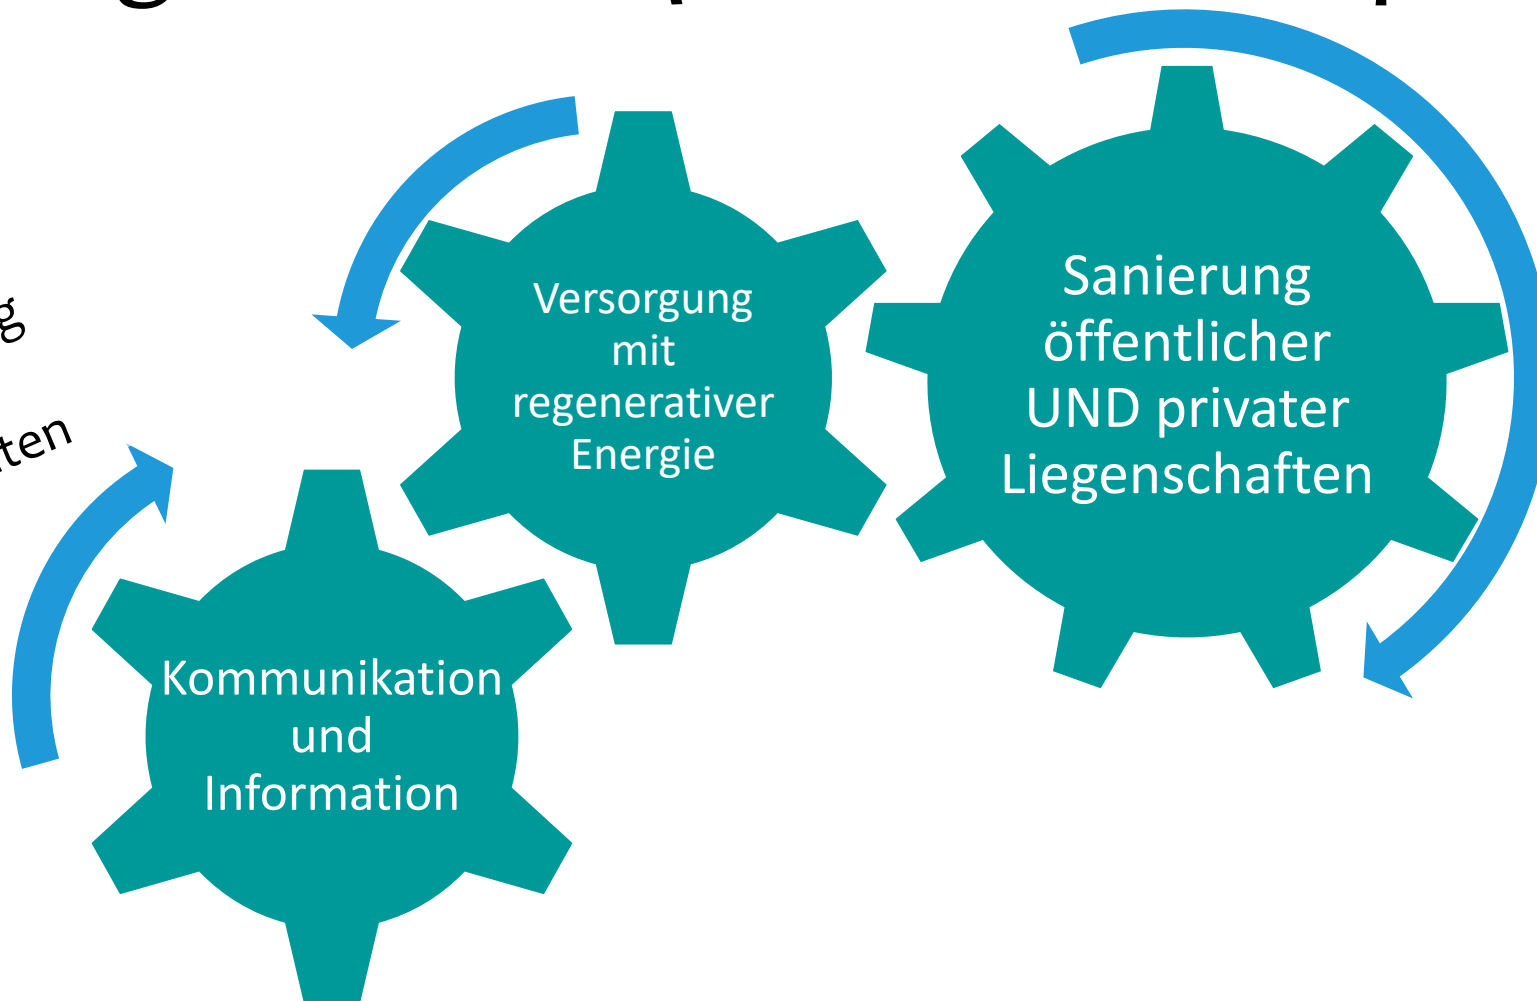 Versorgung
mit
regenerativer
Energie
Sanierung
öffentlicher
UND privater
Liegenschaften
Kommunikation
und
Information